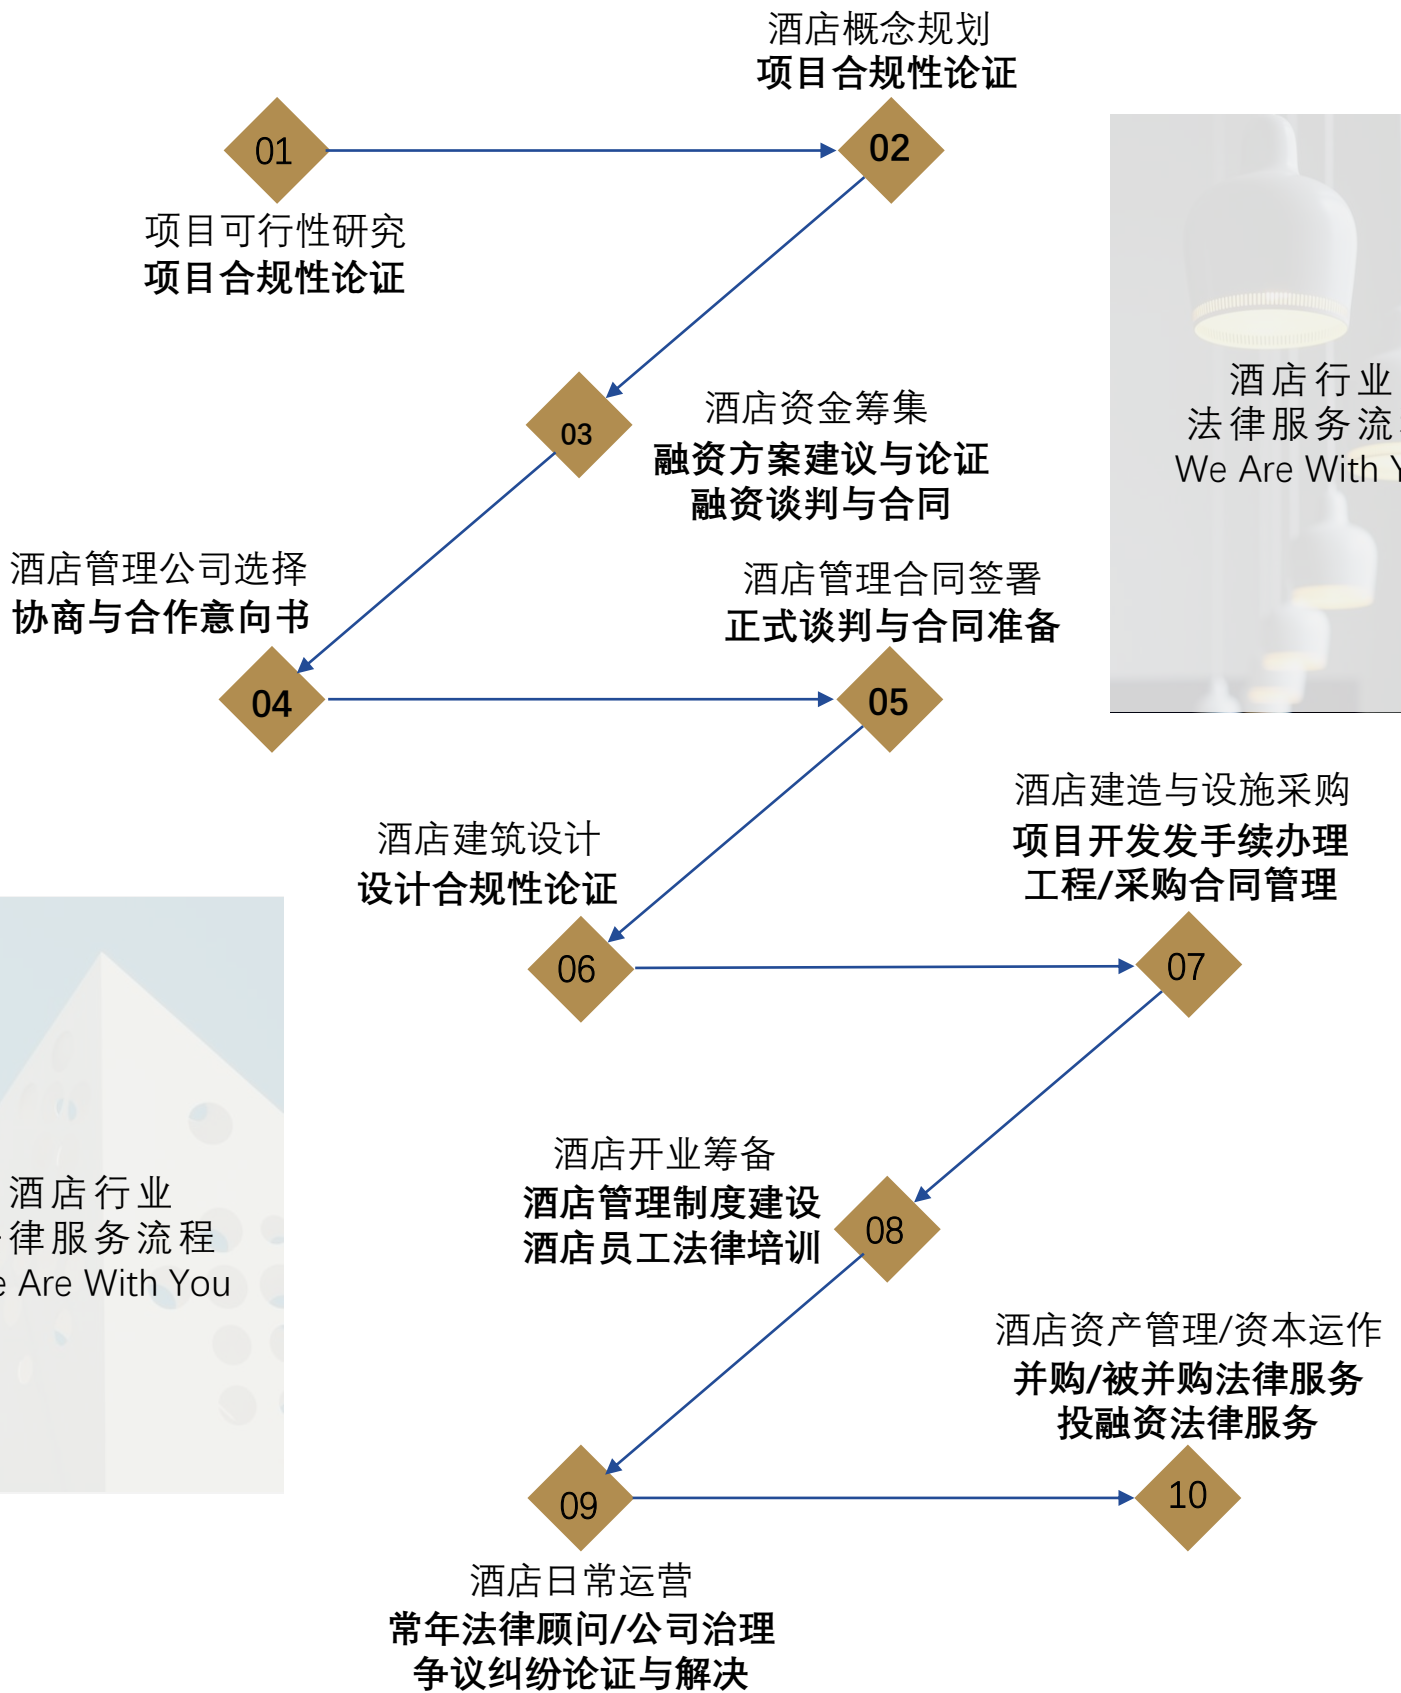 酒店概念规划
项目合规性论证
01
02
项目可行性研究
项目合规性论证
酒店行业
法律服务流
We Are With
03
酒店资金筹集
融资方案建议与论证
融资谈判与合同
酒店管理公司选择
协商与合作意向书
04
酒店管理合同签署
正式谈判与合同准备
05
酒店建筑设计
设计合规性论证
06
酒店建造与设施采购
项目开发发手续办理
工程/采购合同管理
07
酒店开业筹备
酒店管理制度建设
酒店员工法律培训
08
酒店行业
律服务流程
Are With You
酒店资产管理/资本运作
并购/被并购法律服务
投融资法律服务
09
10
酒店日常运营
常年法律顾问/公司治理
争议纠纷论证与解决